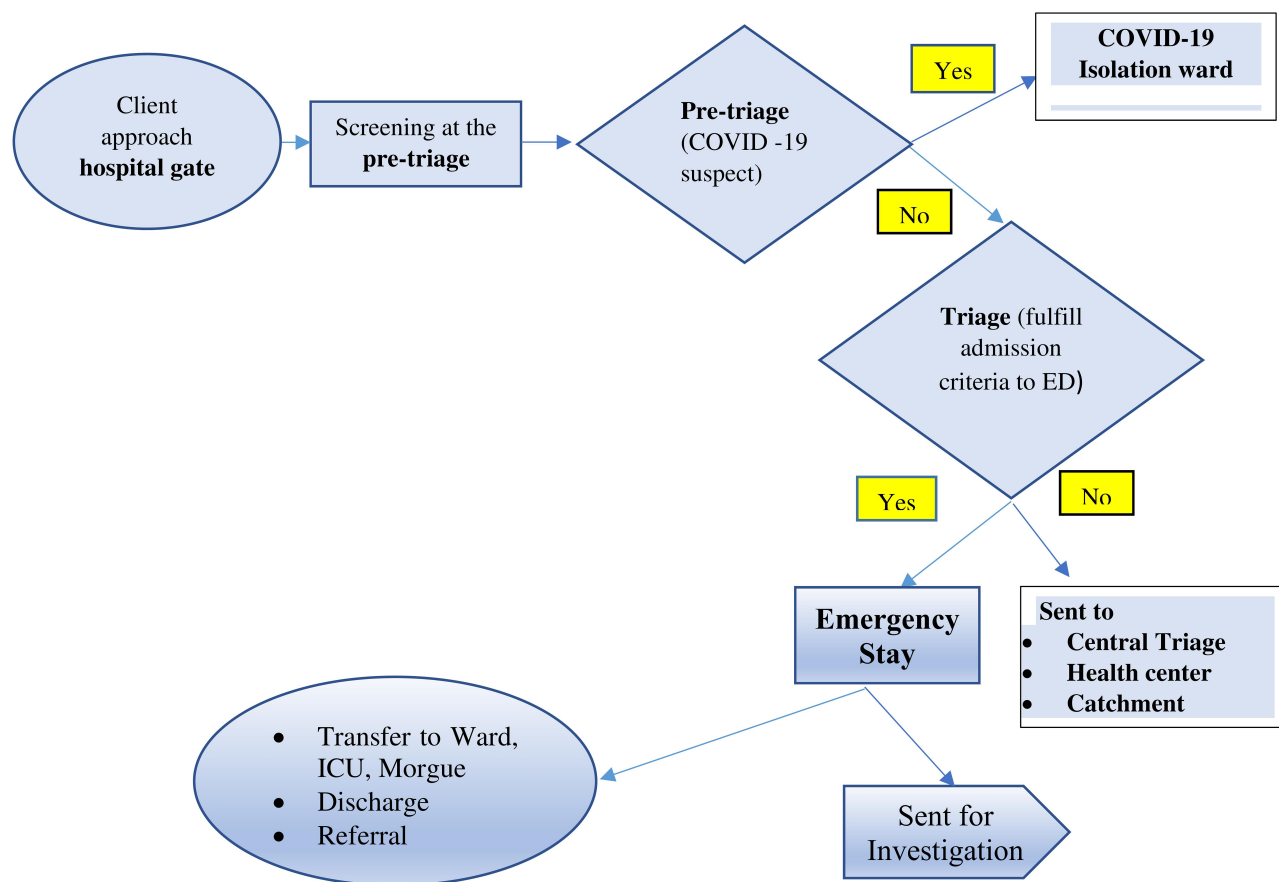 Client
approach
hospital gate
Screening at the
pre-triage
Pre-triage
(COVID -19
suspect)
Yes
COVID-19
Isolation ward
No
Triage (fulfill
admission
criteria to ED)
Yes
No
Emergency
Stay
Sent to
• Central Triage
• Health center
• Catchment
• Transfer to Ward,
ICU, Morgue
• Discharge
• Referral
Sent for
Investigation